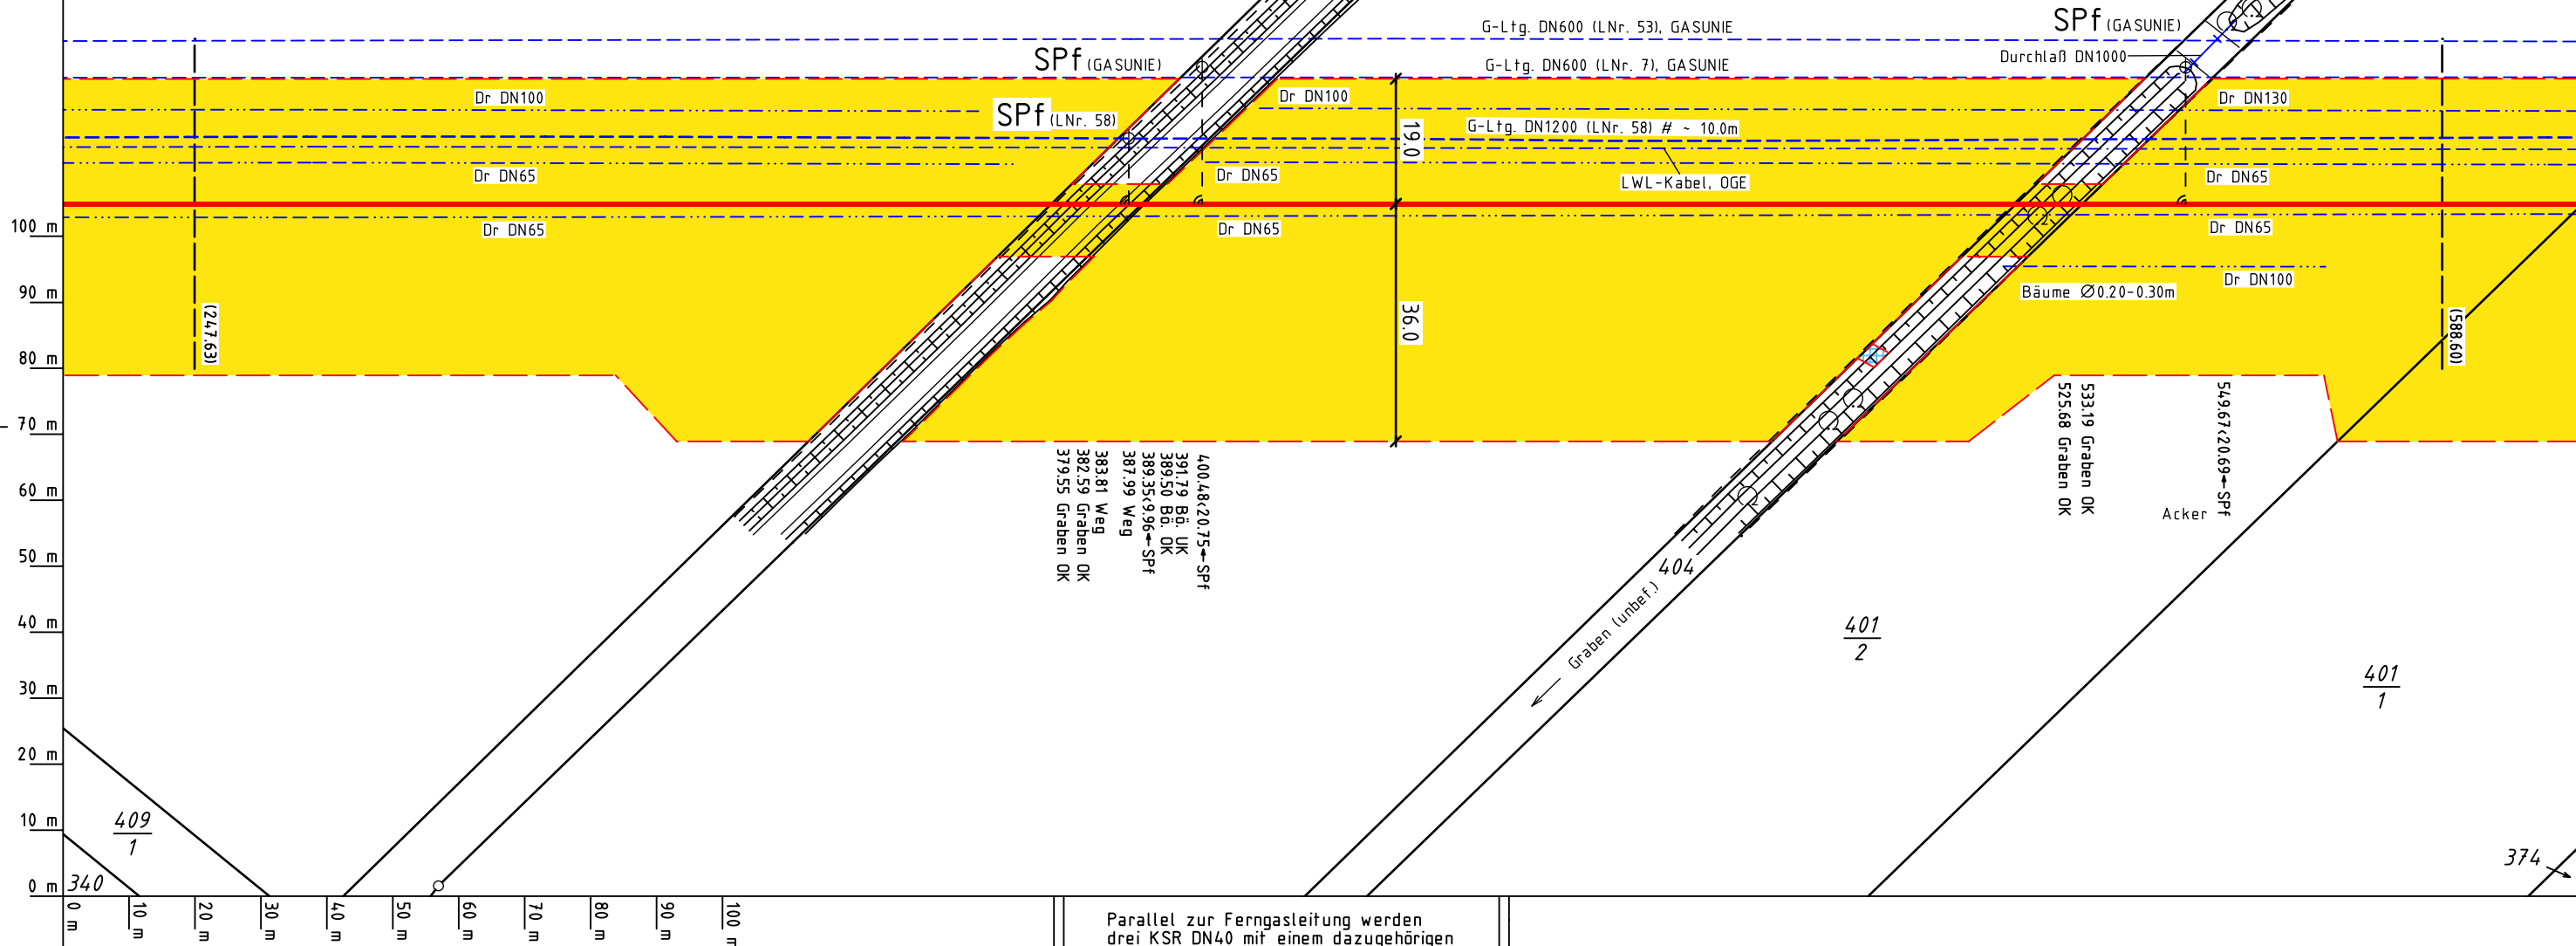 G-Ltg. DN600 (LNr. 53), GASUNIE
SPf (GASUNIE)
SPf (GASUNIE)
Durchlaß DN1000
G-Ltg. DN600 (LNr. 7), GASUNIE
Dr DN100
Dr DN100
Dr DN130
SPf (LNr. 58)
G-Ltg. DN1200 (LNr. 58) # ~ 10.0m
19.0
Dr DN65
Dr DN65
LWL-Kabel, OGE
Dr DN65
Dr DN65
Dr DN65
Dr DN65
100 m
Dr DN100
Bäume Ø0.20-0.30m
90 m
(247.63)
36.0
(588.60)
80 m
70 m
379.55 Graben OK
382.59 Graben OK
383.81 Weg
387.99 Weg
389.35<9.96→SPf
389.50 Bö. OK
391.79 Bö. UK
400.48<20.75→SPf
525.68 Graben OK
533.19 Graben OK
549.67<20.69→SPf
Acker
60 m
50 m
404
Graben (unbef.)
40 m
401
2
30 m
401
1
20 m
10 m
409
1
374
0 m
340
0 m
10 m
20 m
30 m
40 m
50 m
60 m
70 m
80 m
90 m
100 m
Parallel zur Ferngasleitung werden
drei KSR DN40 mit einem dazugehörigen